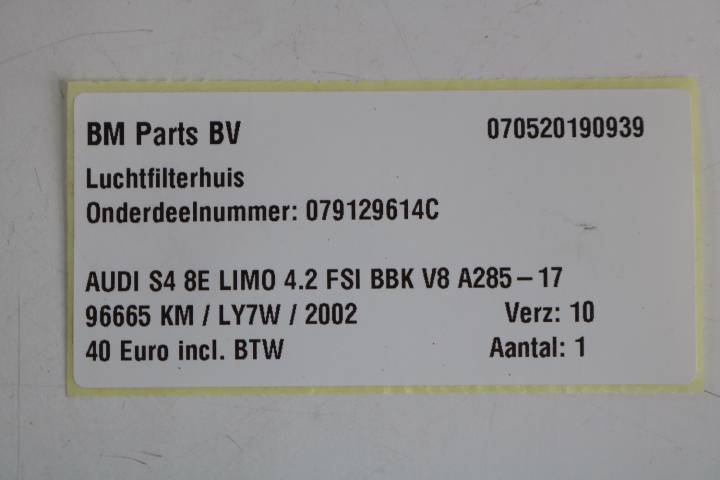 BM Parts BV 070520190939
Luchtfilterhuis
Onderdeelnummer: 079129614C
AUDI S4 8E LIMO 4.2 FSI BBK V8 A285-17
96665 KM / LY7W / 2002 Verz: 10
40 Euro incl. BTW Aantal: 1